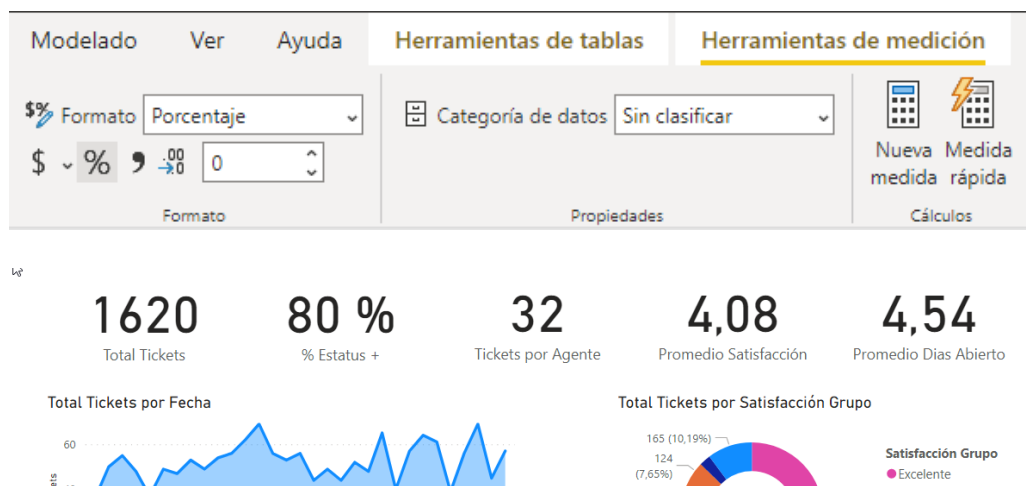 Modelado Ver Ayuda Herramientas de tablas Herramientas de medición
$% Formato Porcentaje
Categoría de datos Sin clasificar
$ % , .00 .0 0
Nueva medida
Medida rápida
Formato Propiedades Cálculos
1620 80 % 32 4,08 4,54
Total Tickets % Estatus + Tickets por Agente Promedio Satisfacción Promedio Dias Abierto
Total Tickets por Fecha
60
Total Tickets por Satisfacción Grupo
165 (10,19%)
124
(7,65%)
Satisfacción Grupo
Excelente